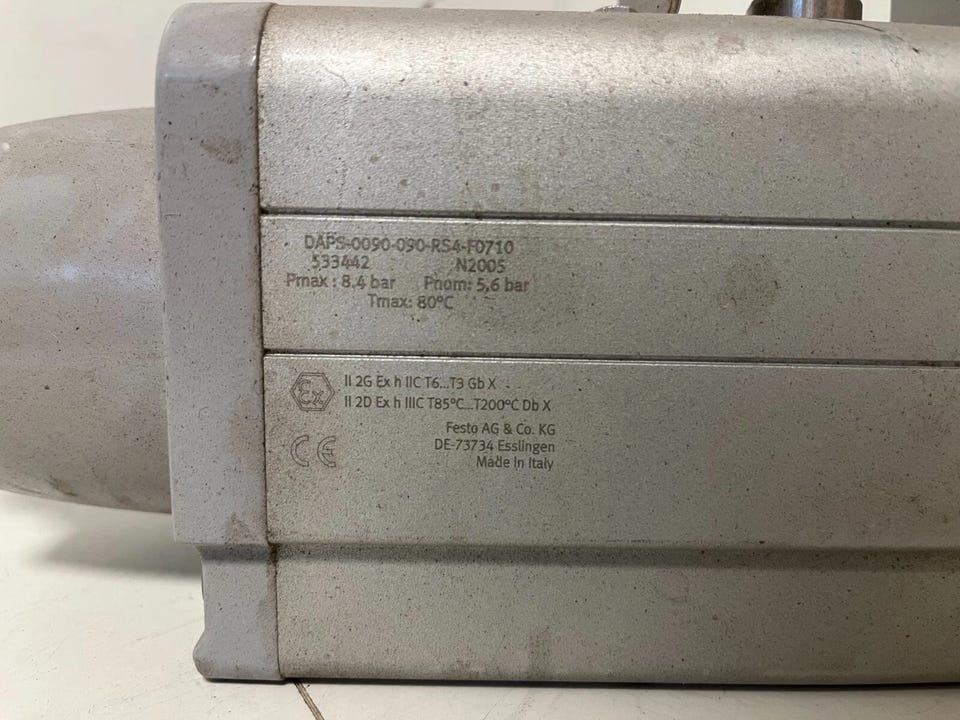 DAPS-0090-090-RS4-F0710
533442 N2005
Pmax : 8.4 bar Pnom: 5,6 bar
Tmax: 80°C
Ex II 2G Ex h IIC T6...T3 Gb X
II 2D Ex h IIIC T85°C...T200°C Db X
Festo AG & Co. KG
CE DE-73734 Esslingen
Made in Italy